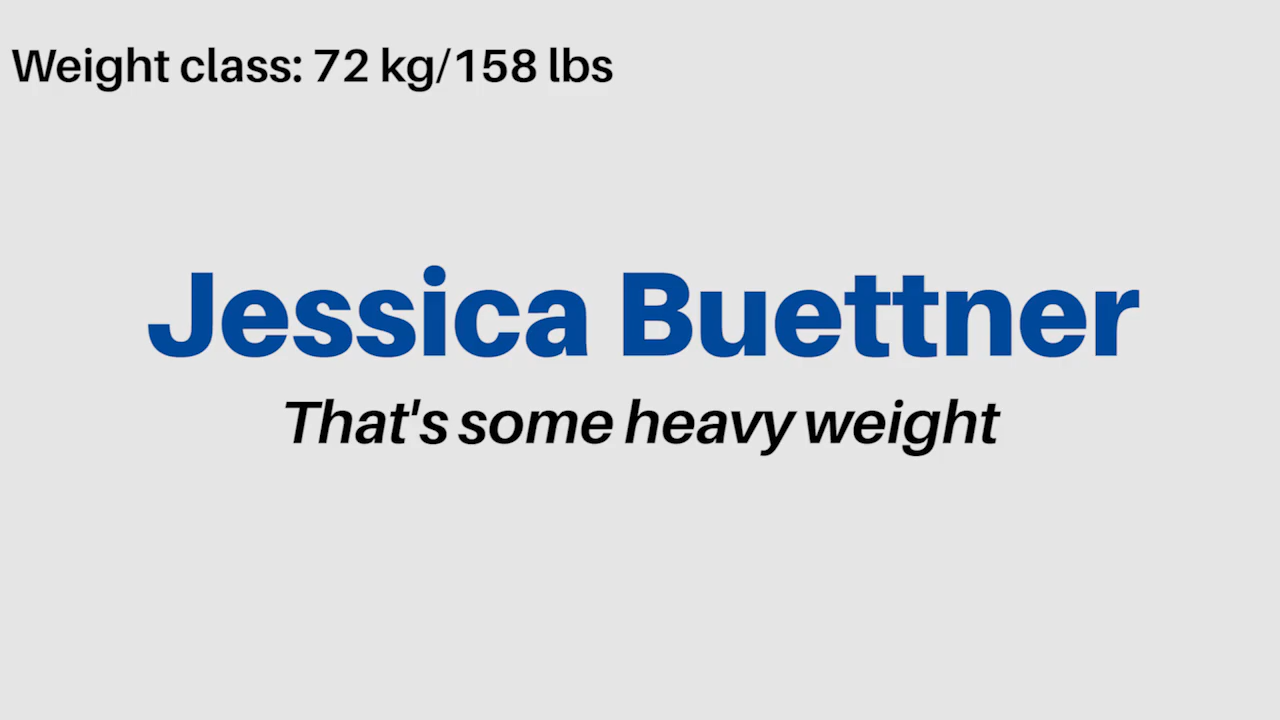 Weight class: 72 kg/158 lbs
Jessica Buettner
That's some heavy weight